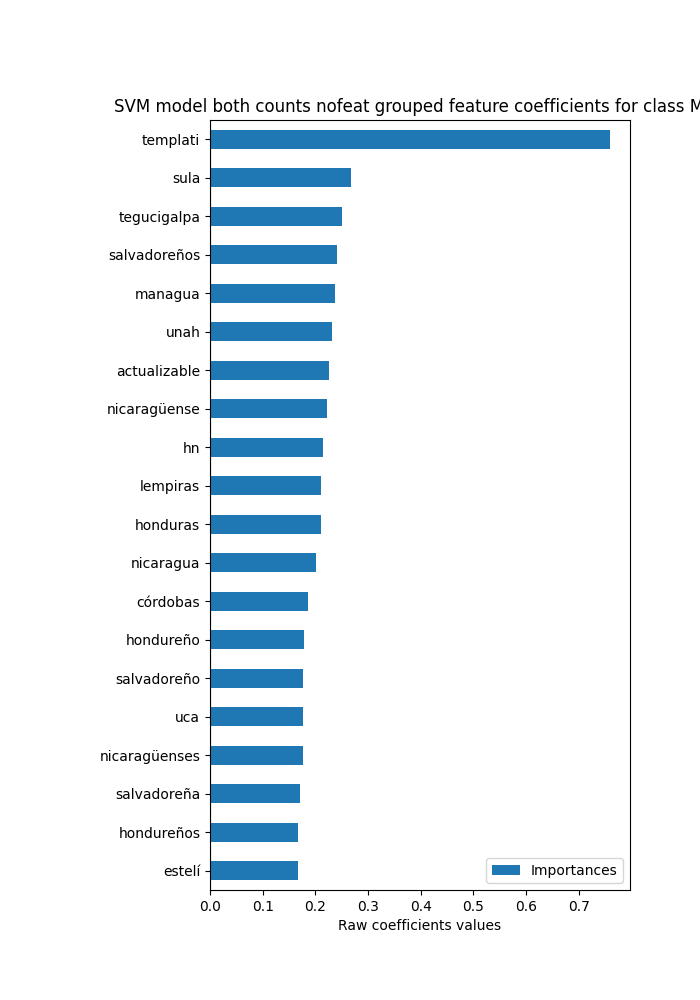 SVM model both counts nofeat grouped feature coefficients for class M
templati
sula
tegucigalpa
salvadoreños
managua
unah
actualizable
nicaragüense
hn
lempiras
honduras
nicaragua
córdobas
hondureño
salvadoreño
uca
nicaragüenses
salvadoreña
hondureños
estelí
Importances
0.0 0.1 0.2 0.3 0.4 0.5 0.6 0.7
Raw coefficients values